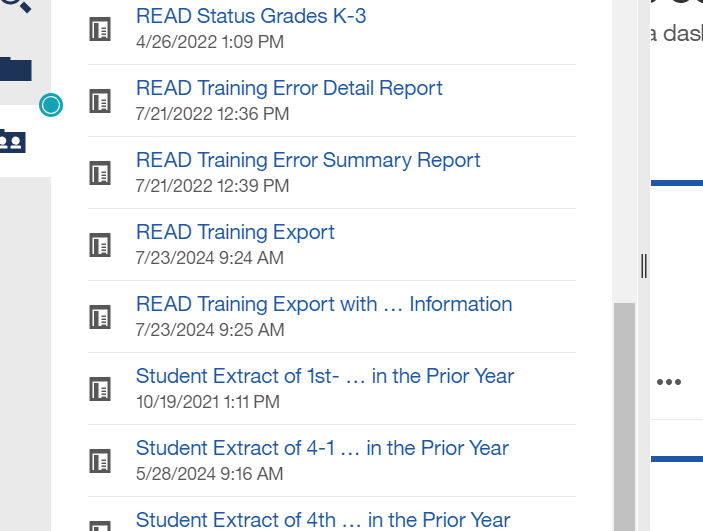 READ Status Grades K-3
4/26/2022 1:09 PM
READ Training Error Detail Report
7/21/2022 12:36 PM
READ Training Error Summary Report
7/21/2022 12:39 PM
READ Training Export
7/23/2024 9:24 AM
READ Training Export with … Information
7/23/2024 9:25 AM
Student Extract of 1st- … in the Prior Year
10/19/2021 1:11 PM
Student Extract of 4-1 … in the Prior Year
5/28/2024 9:16 AM
Student Extract of 4th … in the Prior Year
a das